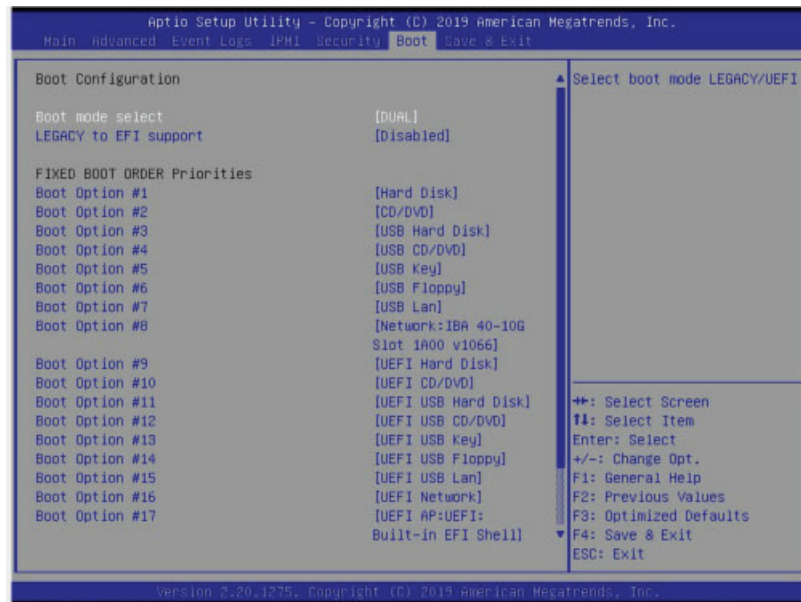 Aptio Setup Utility – Copyright (C) 2019 American Megatrends, Inc.
Main Advanced Event Logs IPMI Security Boot Save & Exit
Boot Configuration
Boot mode select [DUAL]
LEGACY to EFI support [Disabled]
FIXED BOOT ORDER Priorities
Boot Option #1 [Hard Disk]
Boot Option #2 [CD/DVD]
Boot Option #3 [USB Hard Disk]
Boot Option #4 [USB CD/DVD]
Boot Option #5 [USB Key]
Boot Option #6 [USB Floppy]
Boot Option #7 [USB Lan]
Boot Option #8 [Network:IBA 40-10G
Slot 1A00 v1066]
Boot Option #9 [UEFI Hard Disk]
Boot Option #10 [UEFI CD/DVD]
Boot Option #11 [UEFI USB Hard Disk]
Boot Option #12 [UEFI USB CD/DVD]
Boot Option #13 [UEFI USB Key]
Boot Option #14 [UEFI USB Floppy]
Boot Option #15 [UEFI USB Lan]
Boot Option #16 [UEFI Network]
Boot Option #17 [UEFI AP:UEFI:
Built-in EFI Shell]
Select boot mode LEGACY/UEFI
→←: Select Screen
↑↓: Select Item
Enter: Select
+/-: Change Opt.
F1: General Help
F2: Previous Values
F3: Optimized Defaults
F4: Save & Exit
ESC: Exit
Version 2.20.1275. Copyright (C) 2019 American Megatrends, Inc.